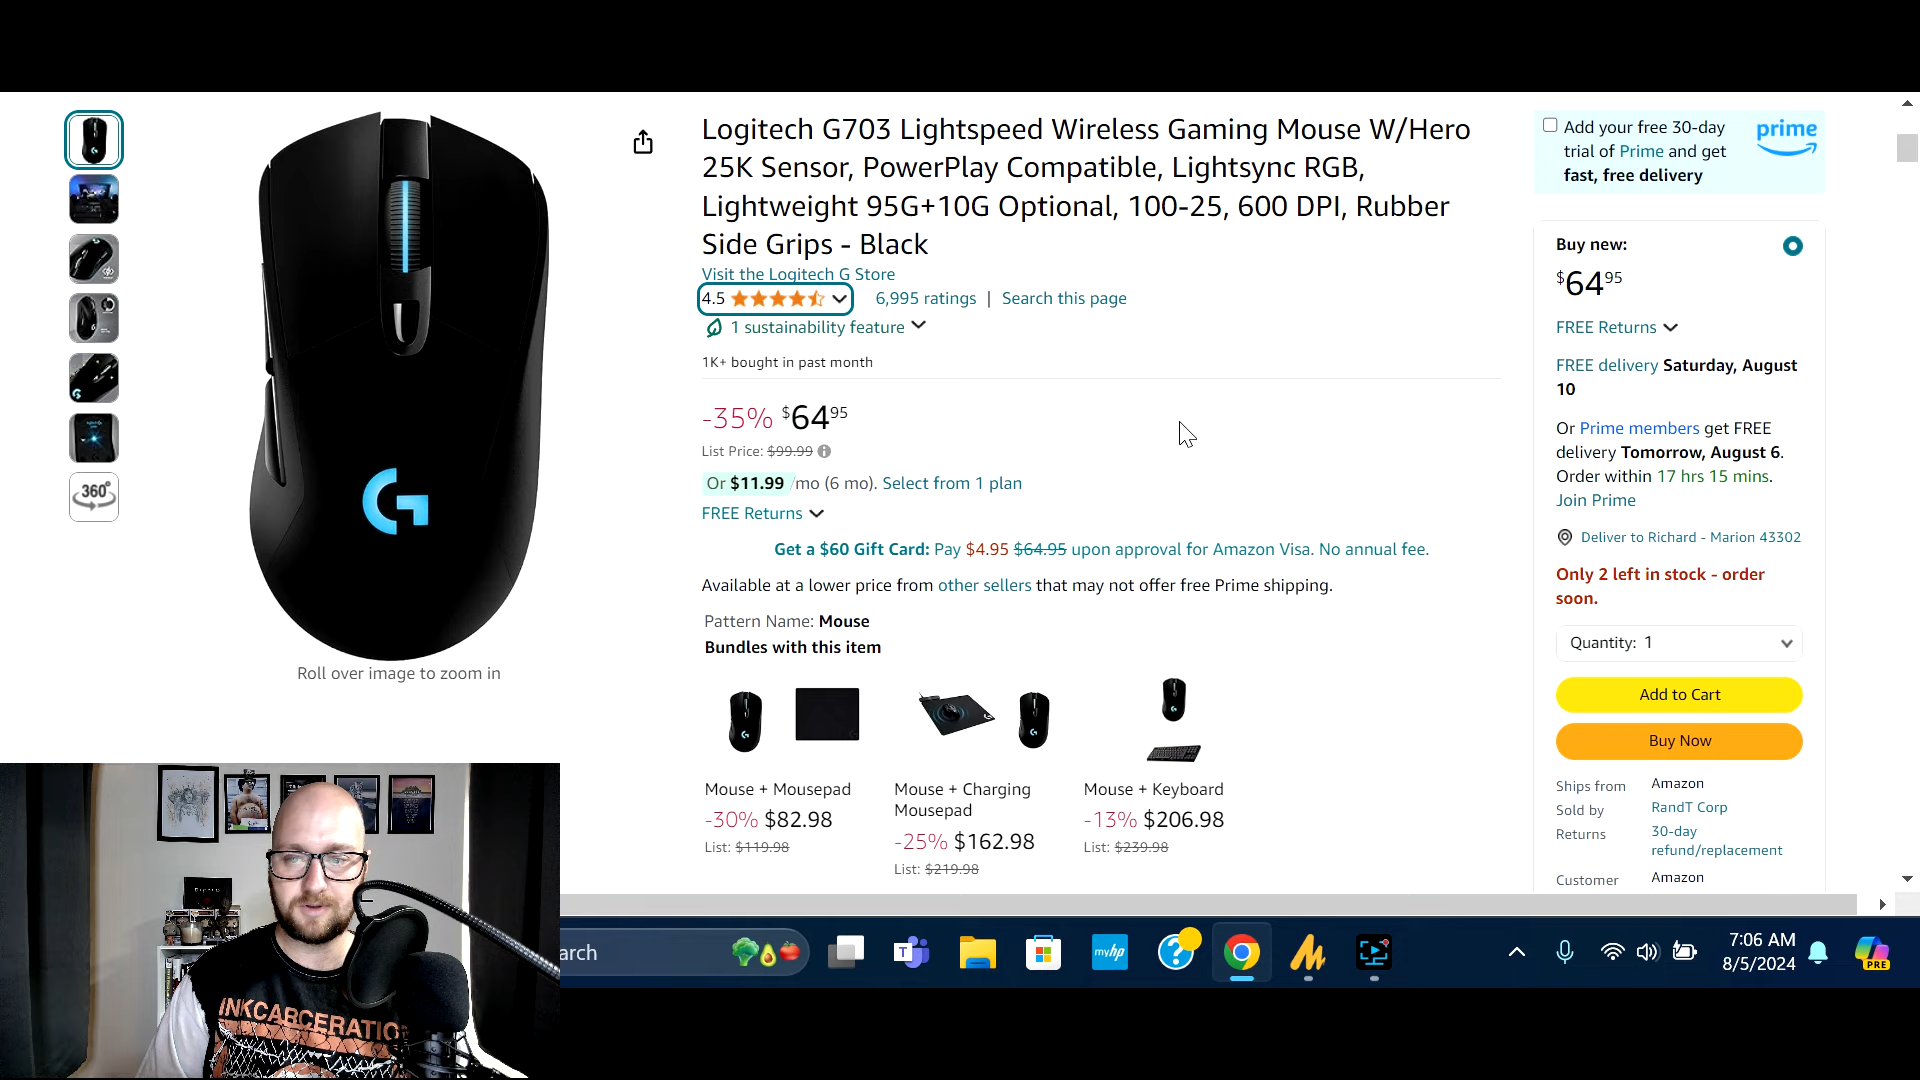 Logitech G703 Lightspeed Wireless Gaming Mouse W/Hero
25K Sensor, PowerPlay Compatible, Lightsync RGB,
Lightweight 95G+10G Optional, 100-25, 600 DPI, Rubber
Side Grips - Black
Visit the Logitech G Store
4.5
6,995 ratings | Search this page
1 sustainability feature
1K+ bought in past month
-35% $64 95
List Price: $99.99
Or $11.99 /mo (6 mo). Select from 1 plan
FREE Returns
Get a $60 Gift Card: Pay $4.95 $64.95 upon approval for Amazon Visa. No annual fee.
Available at a lower price from other sellers that may not offer free Prime shipping.
Pattern Name: Mouse
Bundles with this item
Mouse + Mousepad
-30% $82.98
List: $119.98
Mouse + Charging
Mousepad
-25% $162.98
List: $219.98
Mouse + Keyboard
-13% $206.98
List: $239.98
360°
Roll over image to zoom in
Add your free 30-day
trial of Prime and get
fast, free delivery
prime
Buy new:
$64 95
FREE Returns
FREE delivery Saturday, August
10
Or Prime members get FREE
delivery Tomorrow, August 6.
Order within 17 hrs 15 mins.
Join Prime
Deliver to Richard - Marion 43302
Only 2 left in stock - order
soon.
Quantity: 1
Add to Cart
Buy Now
Ships from Amazon
Sold by RandT Corp
Returns 30-day
refund/replacement
Customer Amazon
INKCARCERATIO
arch
myhp
7:06 AM
8/5/2024
PRE